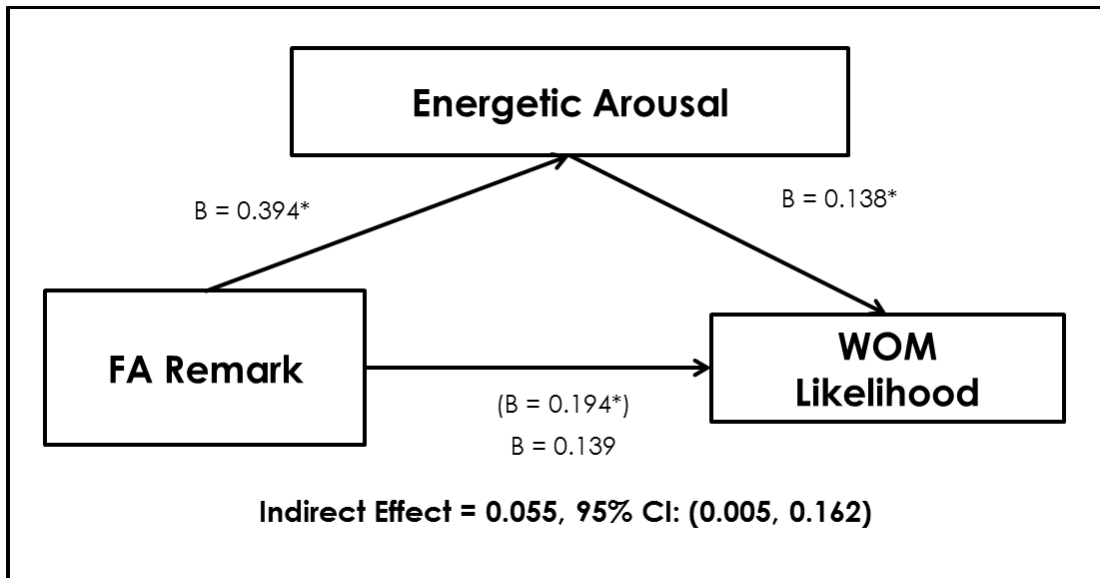 Energetic Arousal
B = 0.394*
B = 0.138*
FA Remark
WOM
Likelihood
(B = 0.194*)
B = 0.139
Indirect Effect = 0.055, 95% CI: (0.005, 0.162)